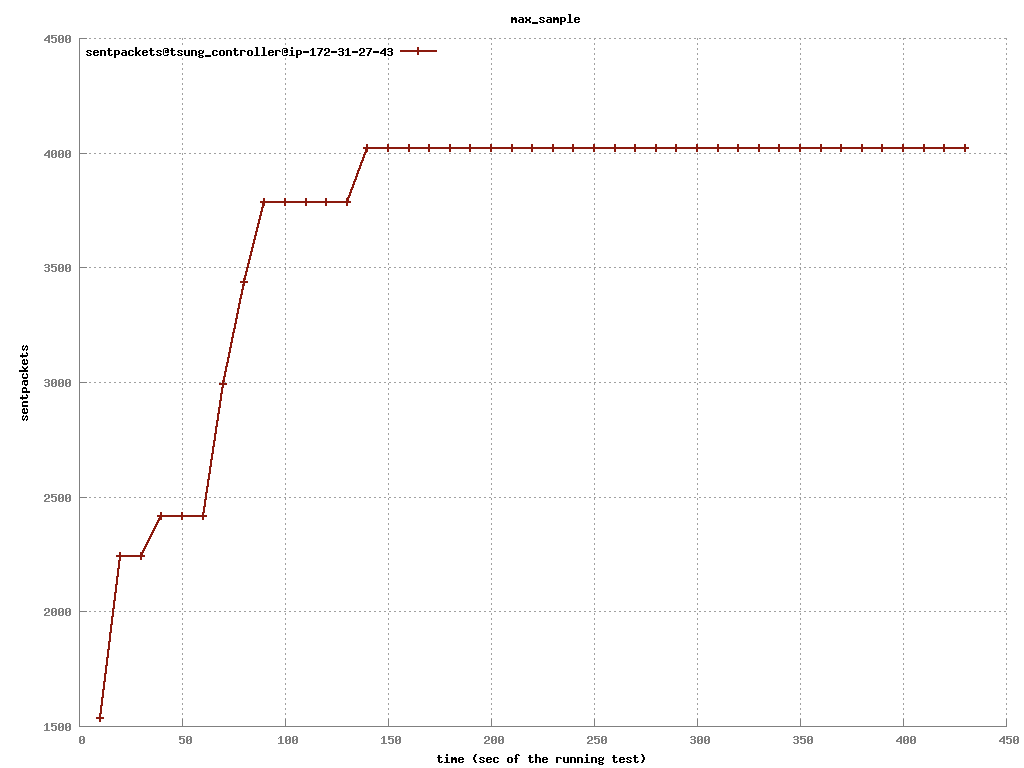 max_sample
4500
sentpackets@tsung_controller@ip-172-31-27-43
4000
3500
3000
sentpackets
2500
2000
1500
0 50 100 150 200 250 300 350 400 450
time (sec of the running test)